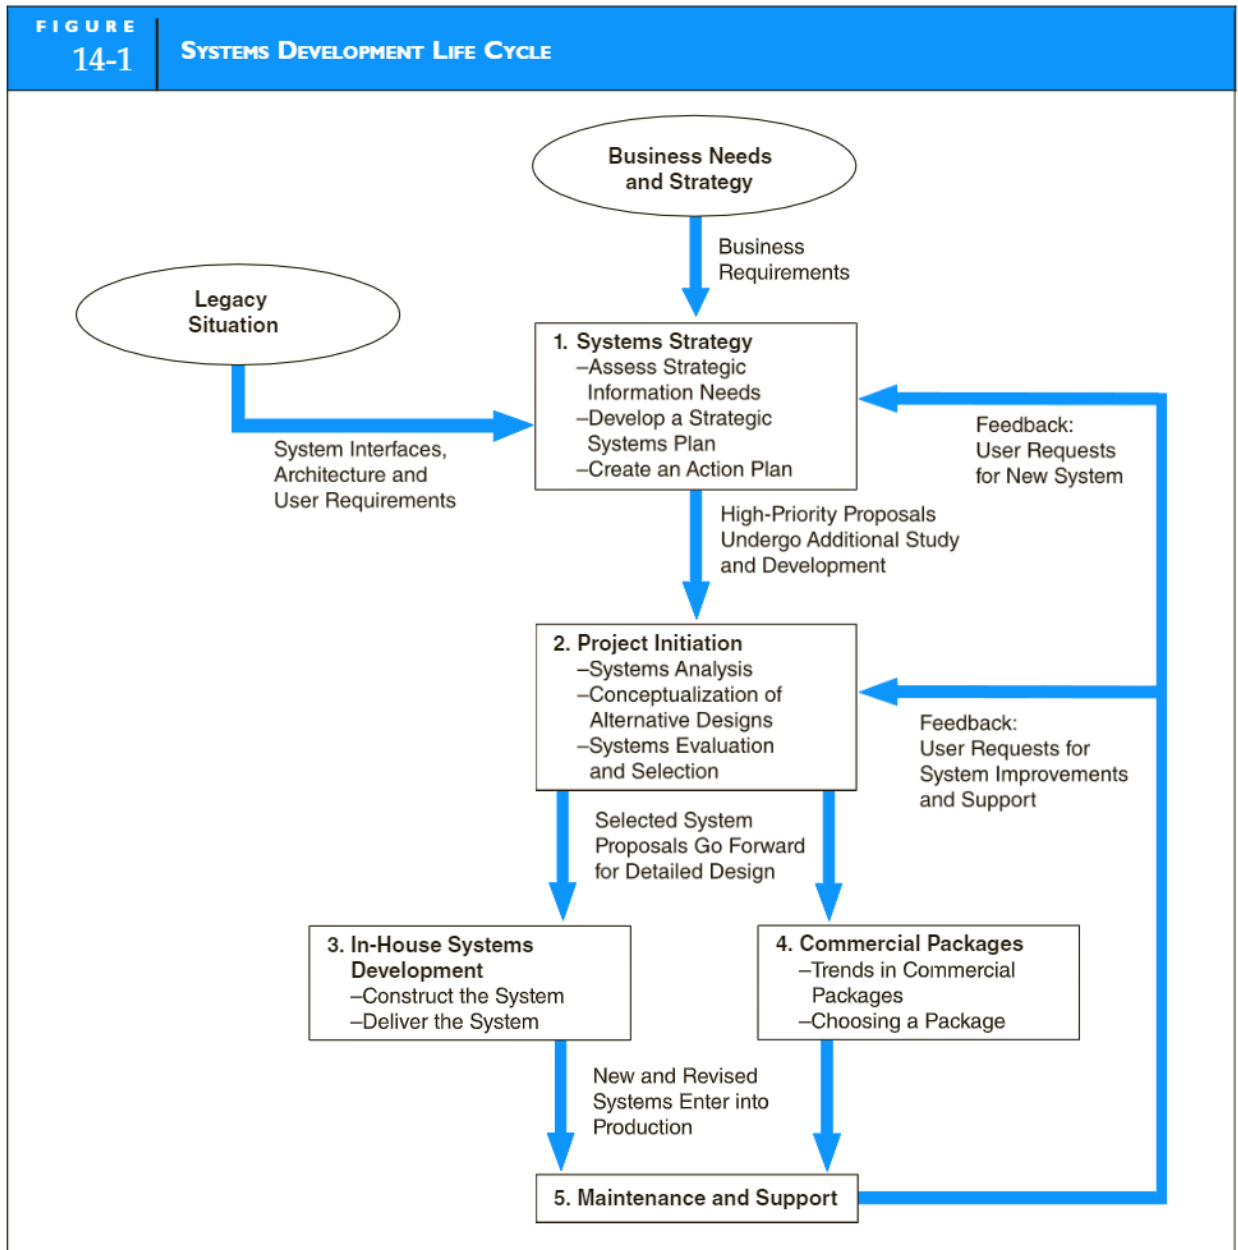 FIGURE
14-1
SYSTEMS DEVELOPMENT LIFE CYCLE
Business Needs
and Strategy
Business
Requirements
Legacy
Situation
System Interfaces,
Architecture and
User Requirements
1. Systems Strategy
–Assess Strategic
Information Needs
–Develop a Strategic
Systems Plan
–Create an Action Plan
Feedback:
User Requests
for New System
High-Priority Proposals
Undergo Additional Study
and Development
2. Project Initiation
–Systems Analysis
–Conceptualization of
Alternative Designs
–Systems Evaluation
and Selection
Feedback:
User Requests for
System Improvements
and Support
Selected System
Proposals Go Forward
for Detailed Design
3. In-House Systems
Development
–Construct the System
–Deliver the System
4. Commercial Packages
–Trends in Commercial
Packages
–Choosing a Package
New and Revised
Systems Enter into
Production
5. Maintenance and Support